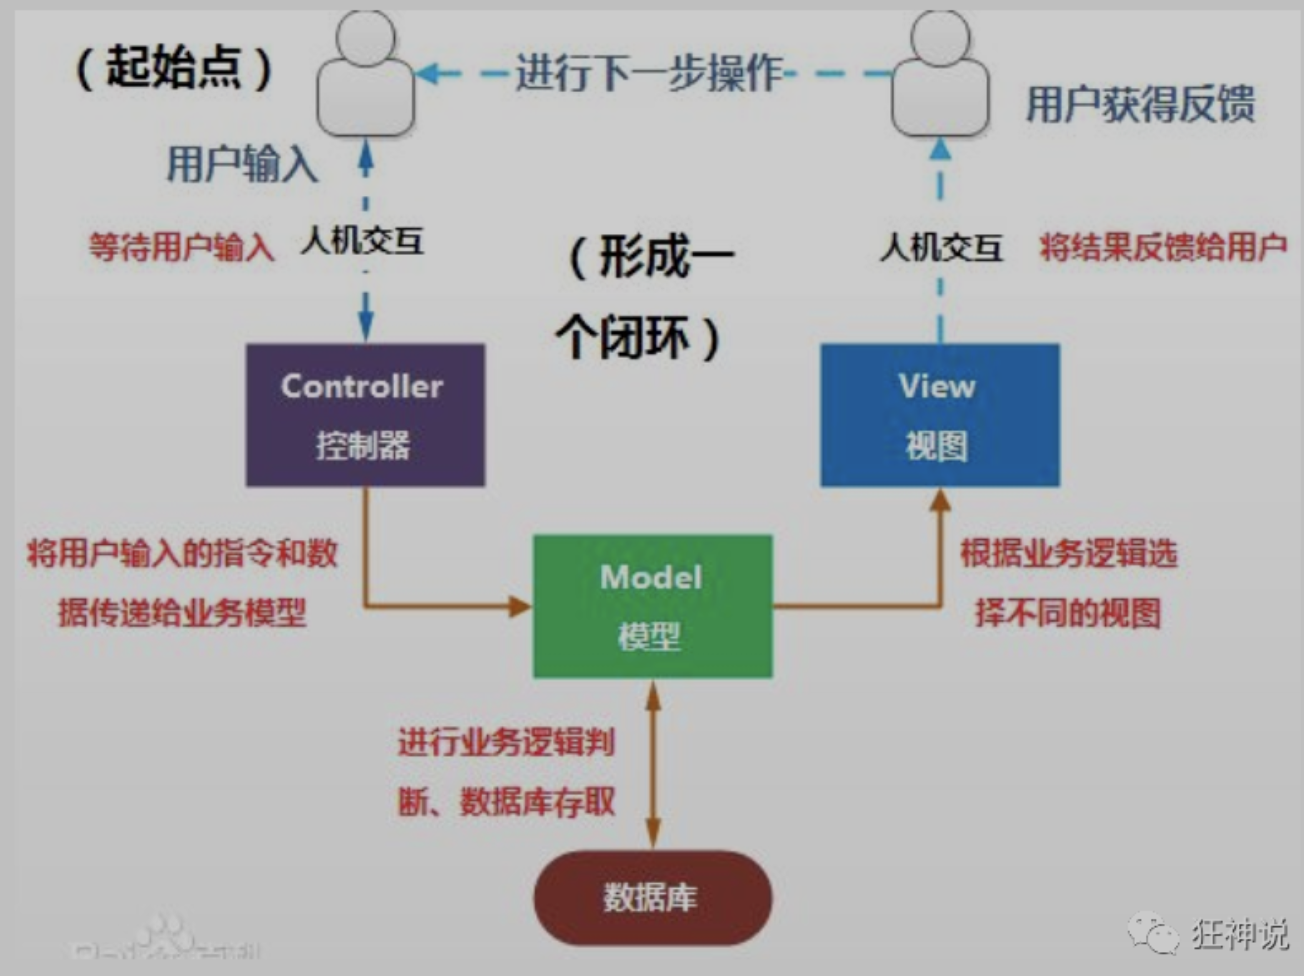 （起始点）
进行下一步操作
用户获得反馈
用户输入
等待用户输入
人机交互
（形成一
个闭环）
人机交互
将结果反馈给用户
Controller
控制器
View
视图
将用户输入的指令和数
据传递给业务模型
Model
模型
根据业务逻辑选
择不同的视图
进行业务逻辑判
断、数据库存取
数据库
狂神说